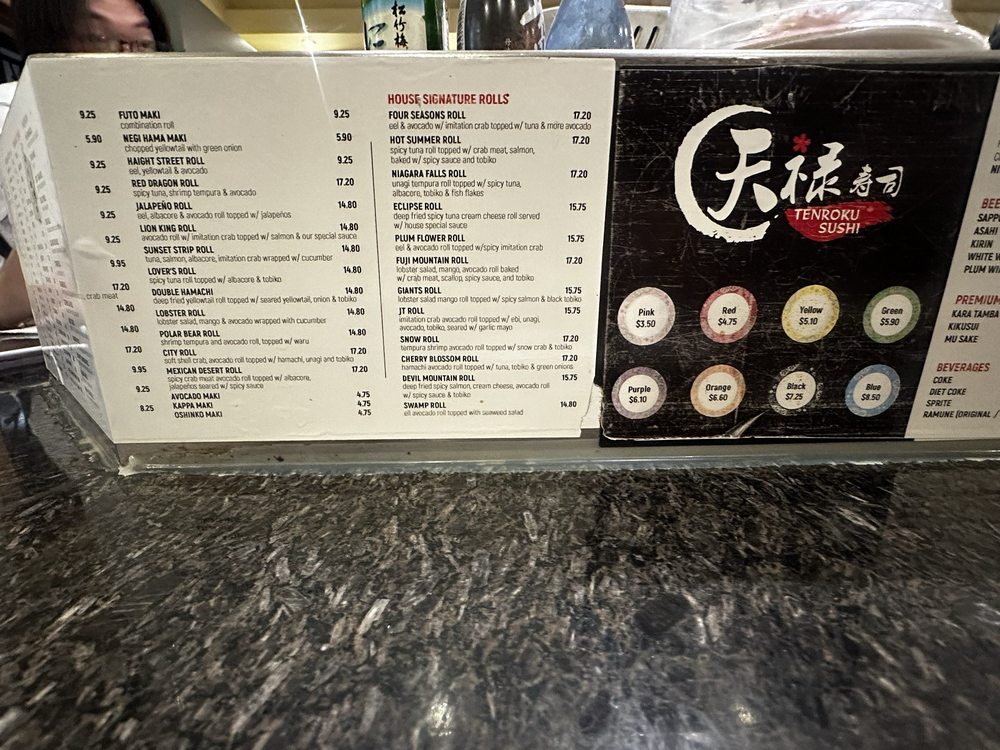 松竹梅
9.25
5.90
9.25
9.25
9.25
9.25
9.95
17.20
crab meat
14.80
14.80
17.20
9.95
9.25
8.25
FUTO MAKI 9.25
combination roll
NEGI HAMA MAKI 5.90
chopped yellowtail with green onion
HAIGHT STREET ROLL 9.25
eel, yellowtail & avocado
RED DRAGON ROLL 17.20
spicy tuna, shrimp tempura & avocado
JALAPEÑO ROLL 14.80
eel, albacore & avocado roll topped w/ jalapeños
LION KING ROLL 14.80
avocado roll w/ imitation crab topped w/ salmon & our special sauce
SUNSET STRIP ROLL 14.80
tuna, salmon, albacore, imitation crab wrapped w/ cucumber
LOVER'S ROLL 14.80
spicy tuna roll topped w/ albacore & tobiko
DOUBLE HAMACHI 14.80
deep fried yellowtail roll topped w/ seared yellowtail, onion & tobiko
LOBSTER ROLL 14.80
lobster salad, mango & avocado wrapped with cucumber
POLAR BEAR ROLL 14.80
shrimp tempura and avocado roll, topped w/ waru
CITY ROLL 17.20
soft shell crab, avocado roll topped w/ hamachi, unagi and tobiko
MEXICAN DESERT ROLL 17.20
spicy crab meat avocado roll topped w/ albacore,
jalapeños seared w/ spicy sauce
AVOCADO MAKI 4.75
KAPPA MAKI 4.75
OSHINKO MAKI 4.75
HOUSE SIGNATURE ROLLS
FOUR SEASONS ROLL 17.20
eel & avocado w/ imitation crab topped w/ tuna & more avocado
HOT SUMMER ROLL 17.20
spicy tuna roll topped w/ crab meat, salmon,
baked w/ spicy sauce and tobiko
NIAGARA FALLS ROLL 17.20
unagi tempura roll topped w/ spicy tuna,
albacore, tobiko & fish flakes
ECLIPSE ROLL 15.75
deep fried spicy tuna cream cheese roll served
w/ house special sauce
PLUM FLOWER ROLL 15.75
eel & avocado roll topped w/spicy imitation crab
FUJI MOUNTAIN ROLL 17.20
lobster salad, mango, avocado roll baked
w/ crab meat, scallop, spicy sauce, and tobiko
GIANTS ROLL 15.75
lobster salad mango roll topped w/ spicy salmon & black tobiko
JT ROLL 15.75
imitation crab avocado roll topped w/ ebi, unagi,
avocado, tobiko, seared w/ garlic mayo
SNOW ROLL 17.20
tempura shrimp avocado roll topped w/ snow crab & tobiko
CHERRY BLOSSOM ROLL 17.20
hamachi avocado roll topped w/ tuna, tobiko & green onions
DEVIL MOUNTAIN ROLL 15.75
deep fried spicy salmon, cream cheese, avocado roll
w/ spicy sauce & tobiko
SWAMP ROLL 14.80
ell avocado roll topped with seaweed salad
天禄寿司
TENROKU
SUSHI
Pink $3.50
Red $4.75
Yellow $5.10
Green $5.90
Purple $6.10
Orange $6.60
Black $7.25
Blue $8.50
BEE
SAPPO
ASAHI
KIRIN
WHITE W
PLUM WI
PREMIUM
KARA TAMBA
KIKUSUI
MU SAKE
BEVERAGES
COKE
DIET COKE
SPRITE
RAMUNE (ORIGINAL /